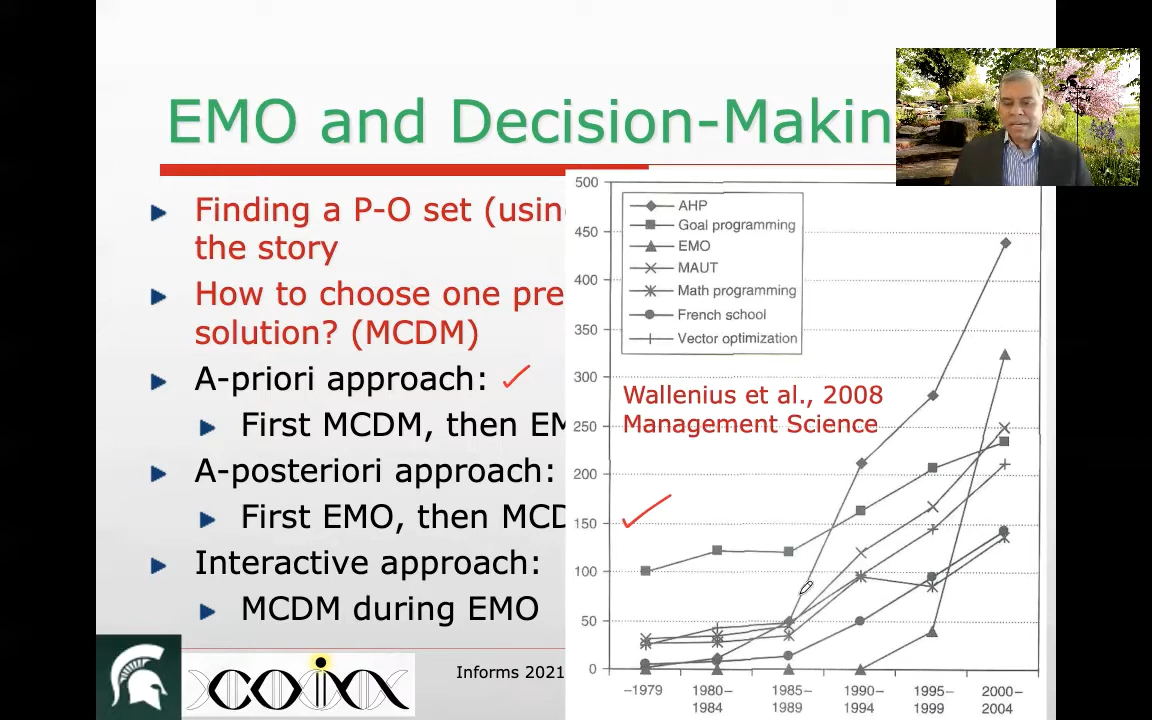 EMO and Decision-Makin
Finding a P-O set (usin
the story
How to choose one pre
solution? (MCDM)
A-priori approach:
First MCDM, then EM
A-posteriori approach:
First EMO, then MCD
Interactive approach:
MCDM during EMO
Informs 2021
COIN
500
450
400
350
300
250
200
150
100
50
0
AHP
Goal programming
EMO
MAUT
Math programming
French school
Vector optimization
Wallenius et al., 2008
Management Science
–1979
1980–
1984
1985–
1989
1990–
1994
1995–
1999
2000–
2004